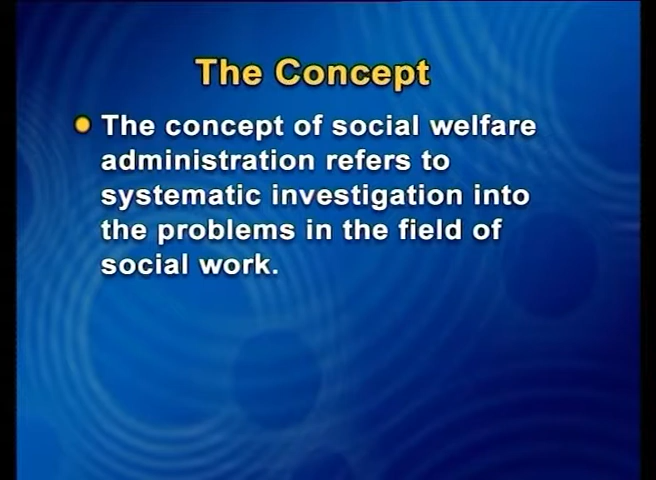 The Concept
The concept of social welfare
administration refers to
systematic investigation into
the problems in the field of
social work.